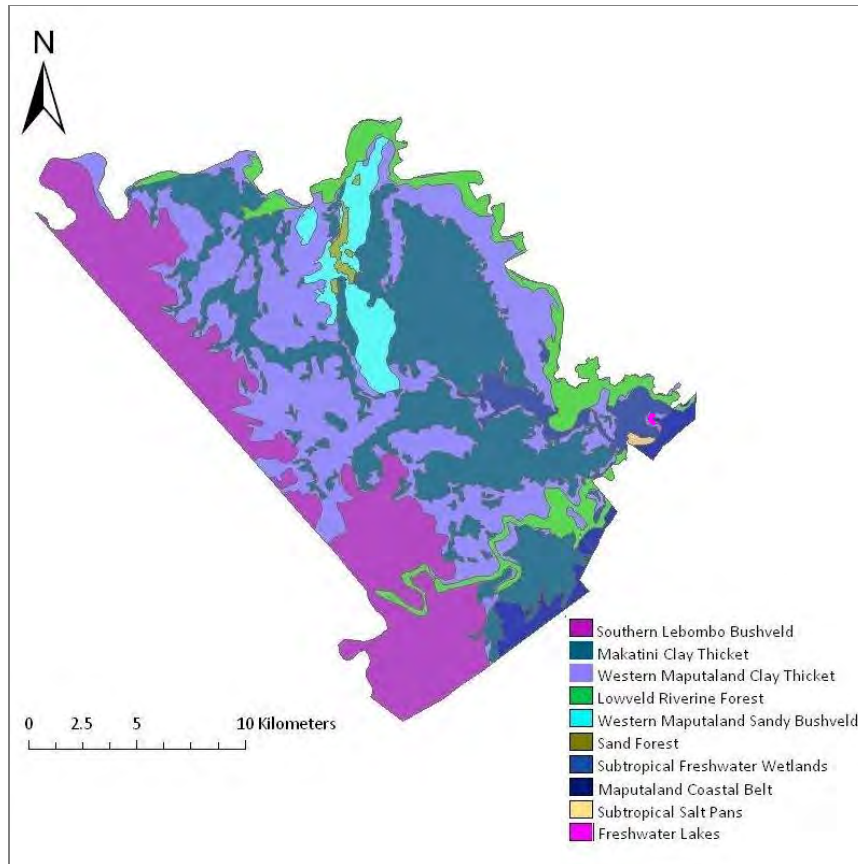 N
Southern Lebombo Bushveld
Makatini Clay Thicket
Western Maputaland Clay Thicket
Lowveld Riverine Forest
Western Maputaland Sandy Bushveld
Sand Forest
Subtropical Freshwater Wetlands
Maputaland Coastal Belt
Subtropical Salt Pans
Freshwater Lakes
0 2.5 5 10 Kilometers